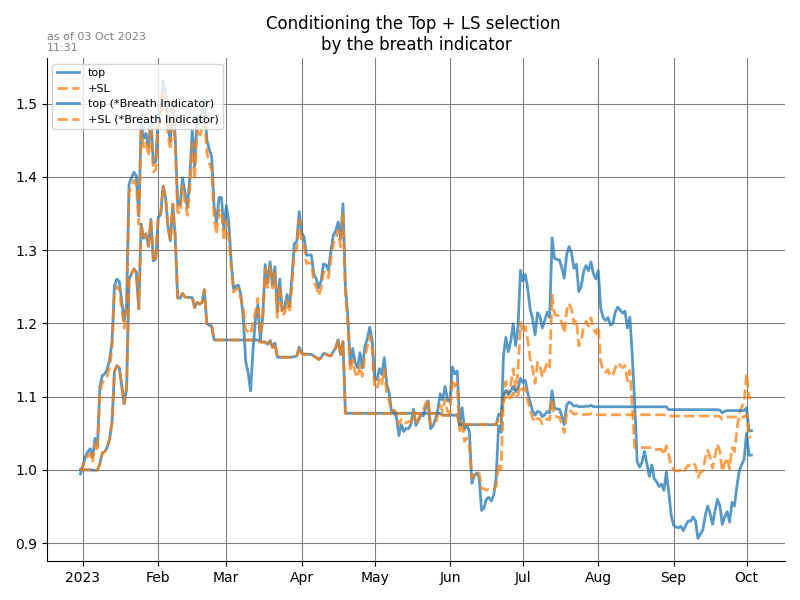 Conditioning the Top + LS selection
by the breath indicator
as of 03 Oct 2023
11:31
top
+SL
top (*Breath Indicator)
+SL (*Breath Indicator)
1.5
1.4
1.3
1.2
1.1
1.0
0.9
2023 Feb Mar Apr May Jun Jul Aug Sep Oct